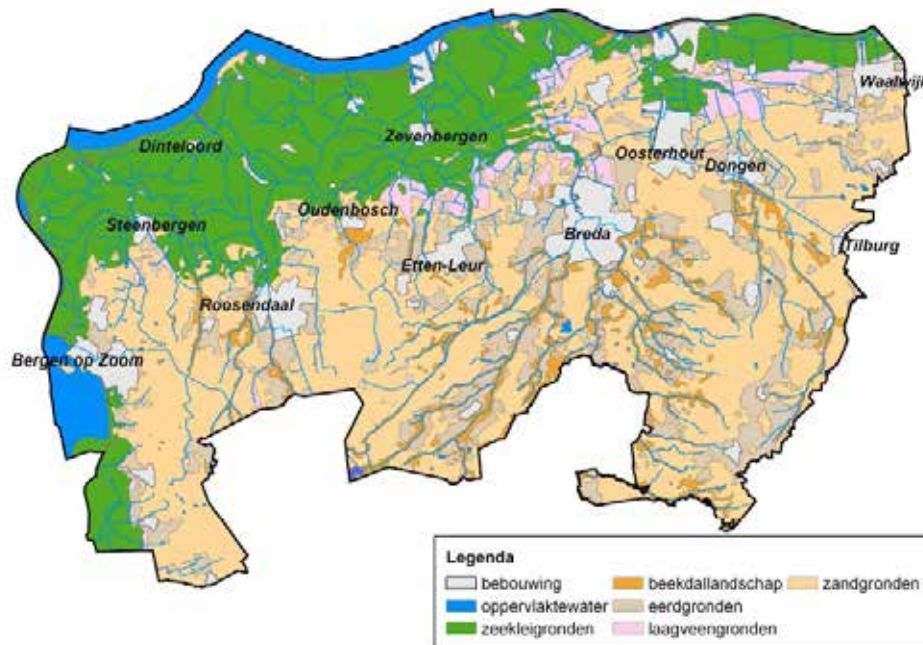 Waalwijk
Dinteloord
Zevenbergen
Oosterhout
Dongen
Oudenbosch
Steenbergen
Breda
Tilburg
Etten-Leur
Roosendaal
Bergen op Zoom
Legenda
bebouwing
beekdallandschap
zandgronden
oppervlaktewater
eerdgronden
zeekleigronden
laagveengronden